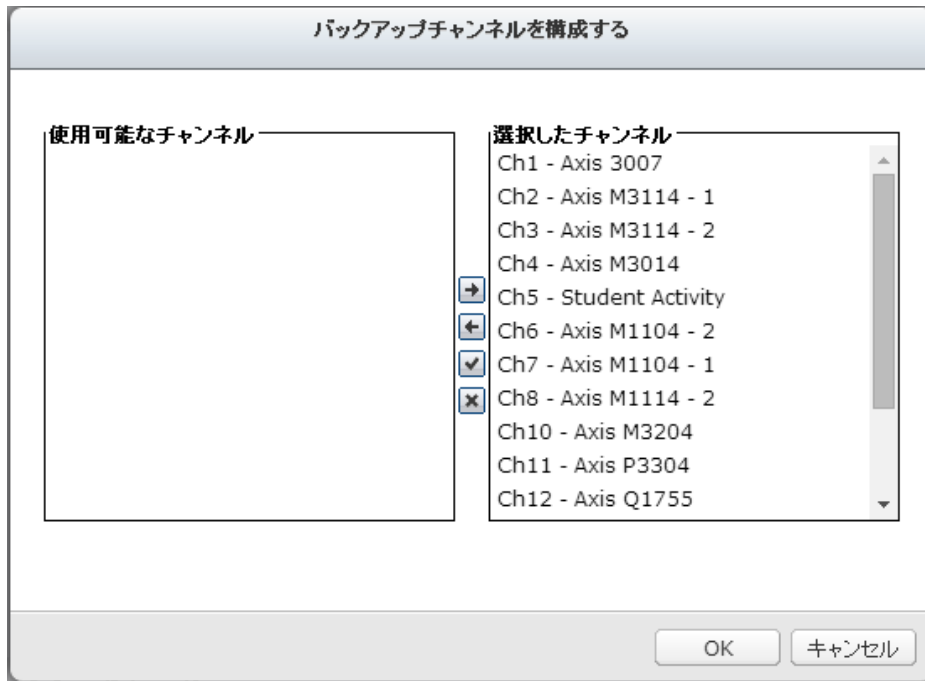 バックアップチャンネルを構成する
使用可能なチャンネル
選択したチャンネル
Ch1 - Axis 3007
Ch2 - Axis M3114 - 1
Ch3 - Axis M3114 - 2
Ch4 - Axis M3014
Ch5 - Student Activity
Ch6 - Axis M1104 - 2
Ch7 - Axis M1104 - 1
Ch8 - Axis M1114 - 2
Ch10 - Axis M3204
Ch11 - Axis P3304
Ch12 - Axis Q1755
OK
キャンセル